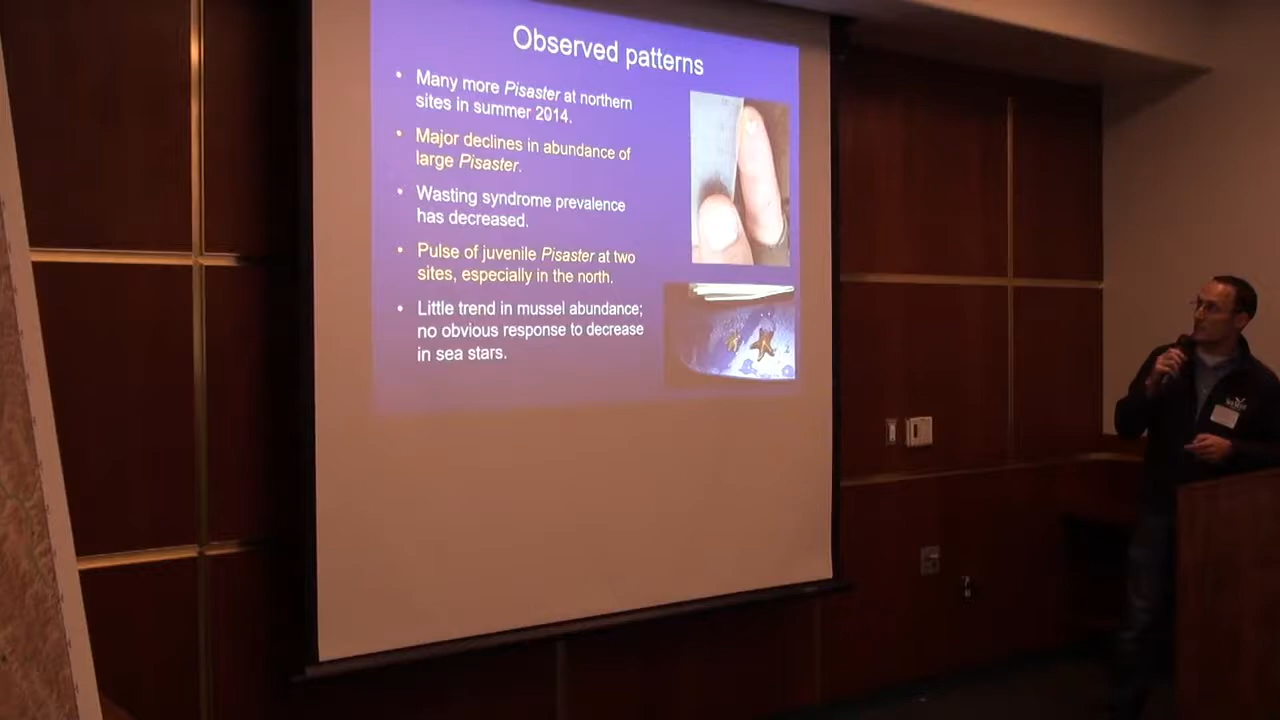 Observed patterns
• Many more Pisaster at northern
sites in summer 2014.
• Major declines in abundance of
large Pisaster.
• Wasting syndrome prevalence
has decreased.
• Pulse of juvenile Pisaster at two
sites, especially in the north.
• Little trend in mussel abundance;
no obvious response to decrease
in sea stars.